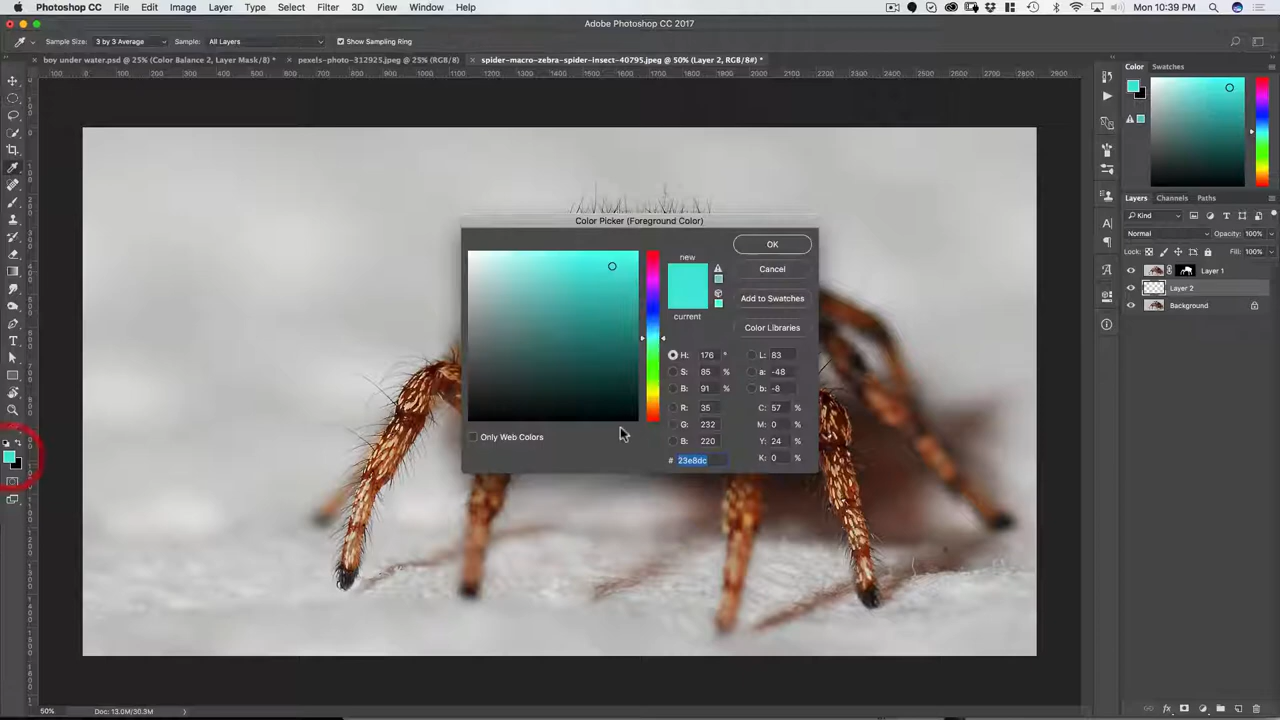 Photoshop CC File Edit Image Layer Type Select Filter 3D View Window Help Mon 10:39 PM
Adobe Photoshop CC 2017
Sample Size: 3 by 3 Average Sample: All Layers Show Sampling Ring
boy under water.psd @ 25% (Color Balance 2, Layer Mask/8) * pexels-photo-312925.jpeg @ 25% (RGB/8) spider-macro-zebra-spider-insect-40795.jpeg @ 50% (Layer 2, RGB/8#) *
Color Swatches
Color Picker (Foreground Color)
new
current
OK
Cancel
Add to Swatches
Color Libraries
H: 176 °
S: 85 %
B: 91 %
R: 35
G: 232
B: 220
# 23e8dc
L: 83
a: -48
b: -8
C: 57 %
M: 0 %
Y: 24 %
K: 0 %
Only Web Colors
Layers Channels Paths
Kind
Normal Opacity: 100%
Lock: Fill: 100%
Layer 1
Layer 2
Background
50% Doc: 13.0M/30.3M